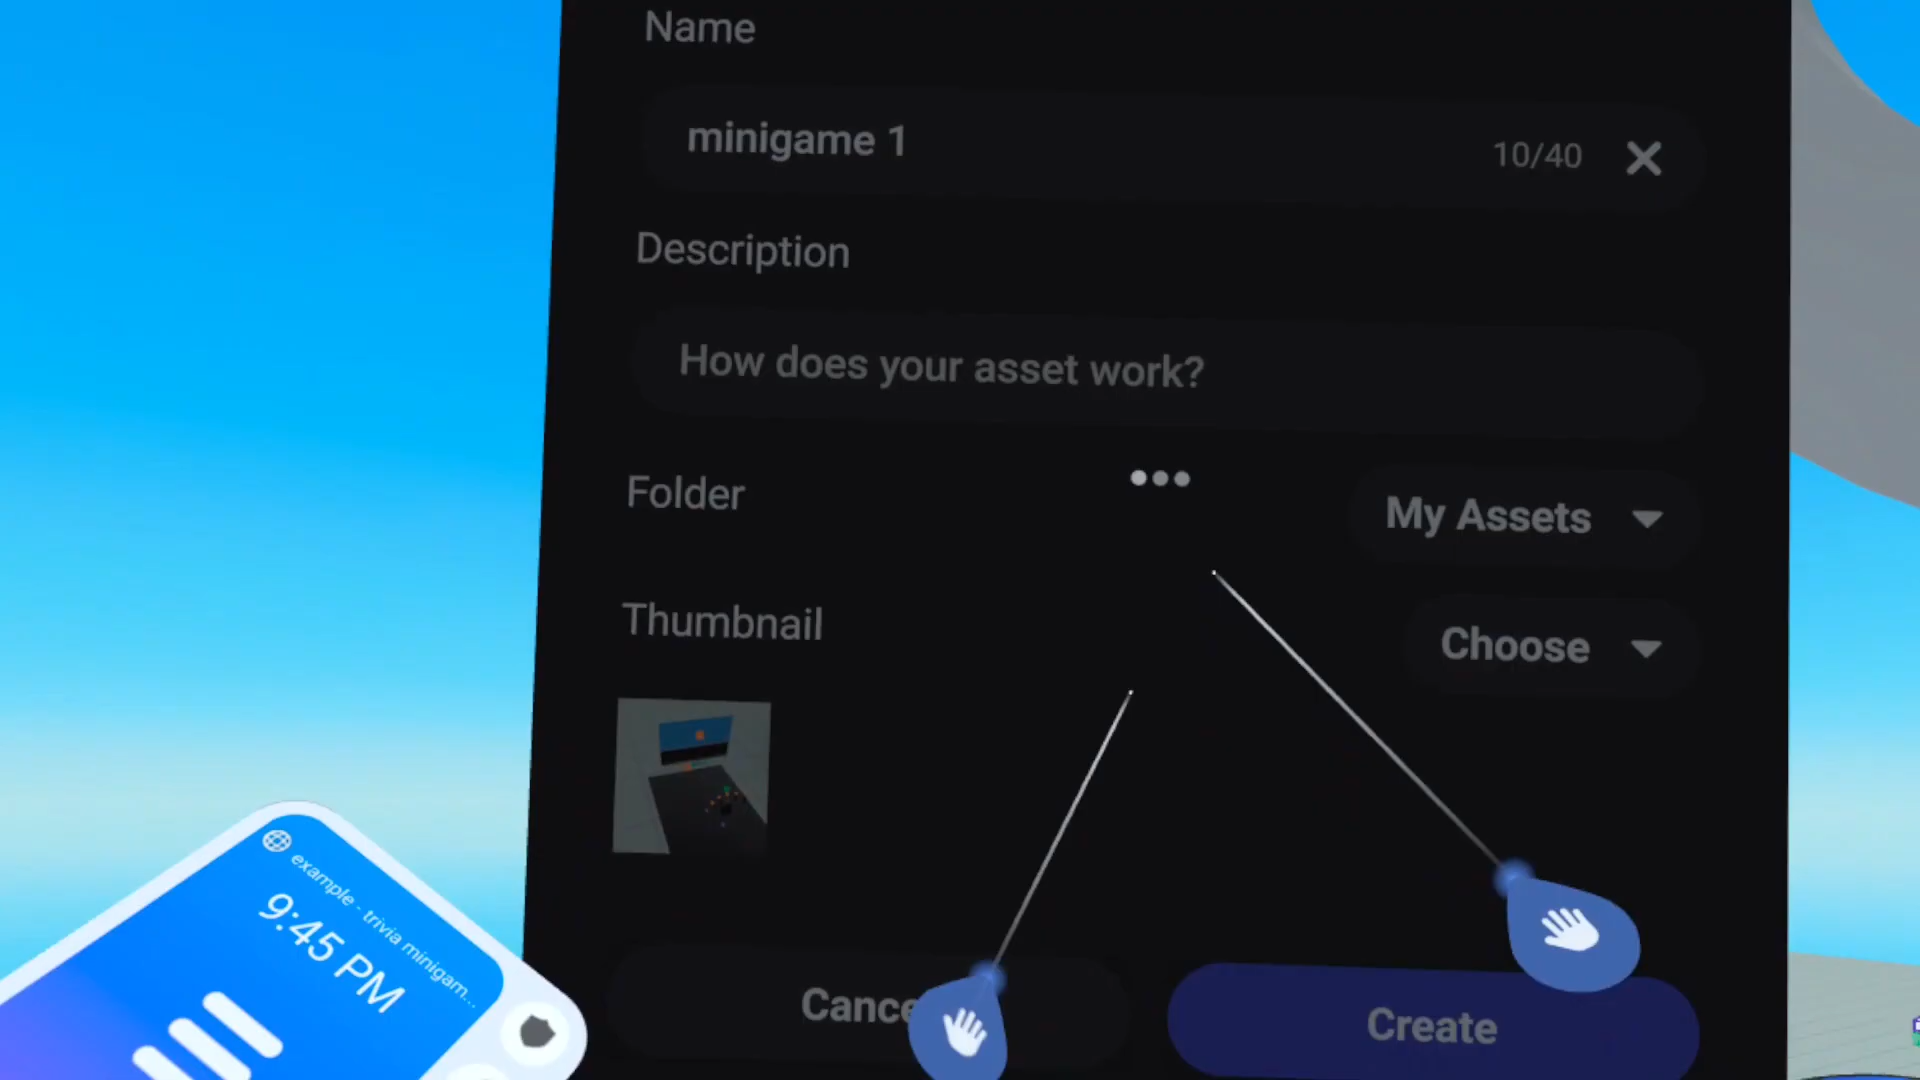 Name
minigame 1
10/40
Description
How does your asset work?
Folder
My Assets
Thumbnail
Choose
example - trivia minigam...
9:45 PM
Cance
Create